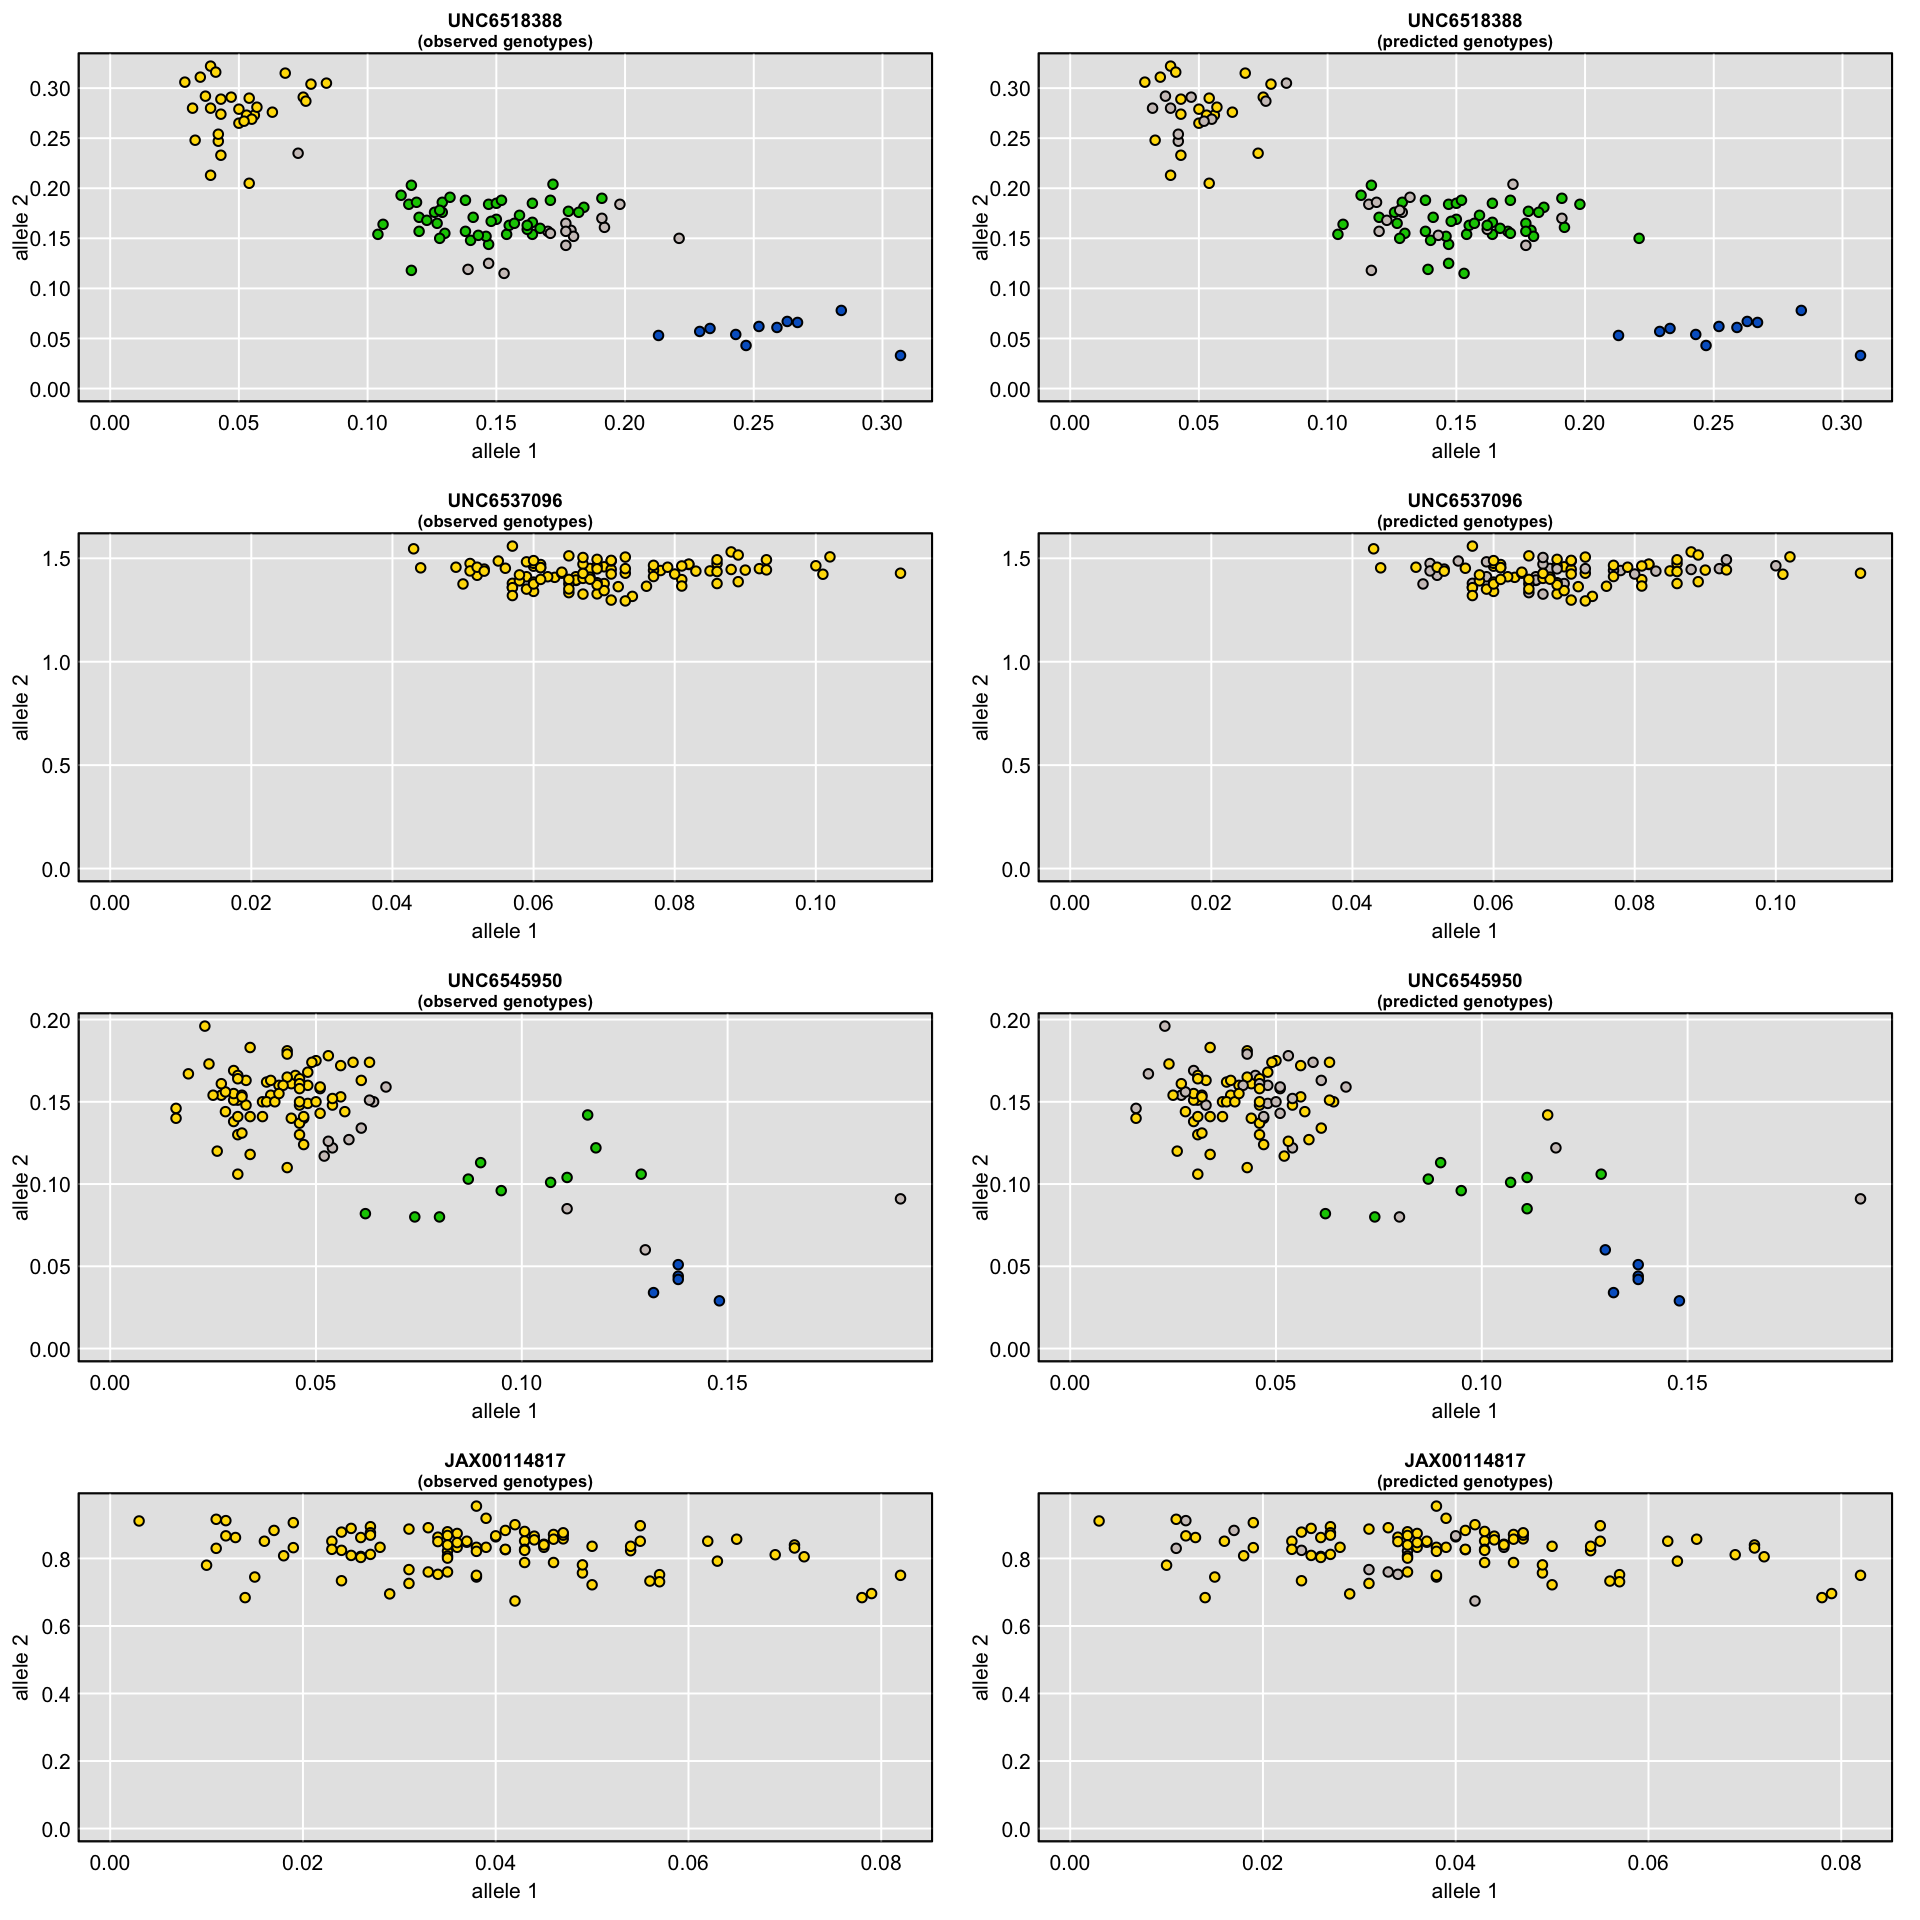 UNC6518388
(observed genotypes)
allele 2
0.30
0.25
0.20
0.15
0.10
0.05
0.00
0.00 0.05 0.10 0.15 0.20 0.25 0.30
allele 1
UNC6518388
(predicted genotypes)
allele 2
0.30
0.25
0.20
0.15
0.10
0.05
0.00
0.00 0.05 0.10 0.15 0.20 0.25 0.30
allele 1
UNC6537096
(observed genotypes)
allele 2
1.5
1.0
0.5
0.0
0.00 0.02 0.04 0.06 0.08 0.10
allele 1
UNC6537096
(predicted genotypes)
allele 2
1.5
1.0
0.5
0.0
0.00 0.02 0.04 0.06 0.08 0.10
allele 1
UNC6545950
(observed genotypes)
allele 2
0.20
0.15
0.10
0.05
0.00
0.00 0.05 0.10 0.15
allele 1
UNC6545950
(predicted genotypes)
allele 2
0.20
0.15
0.10
0.05
0.00
0.00 0.05 0.10 0.15
allele 1
JAX00114817
(observed genotypes)
allele 2
0.8
0.6
0.4
0.2
0.0
0.00 0.02 0.04 0.06 0.08
allele 1
JAX00114817
(predicted genotypes)
allele 2
0.8
0.6
0.4
0.2
0.0
0.00 0.02 0.04 0.06 0.08
allele 1